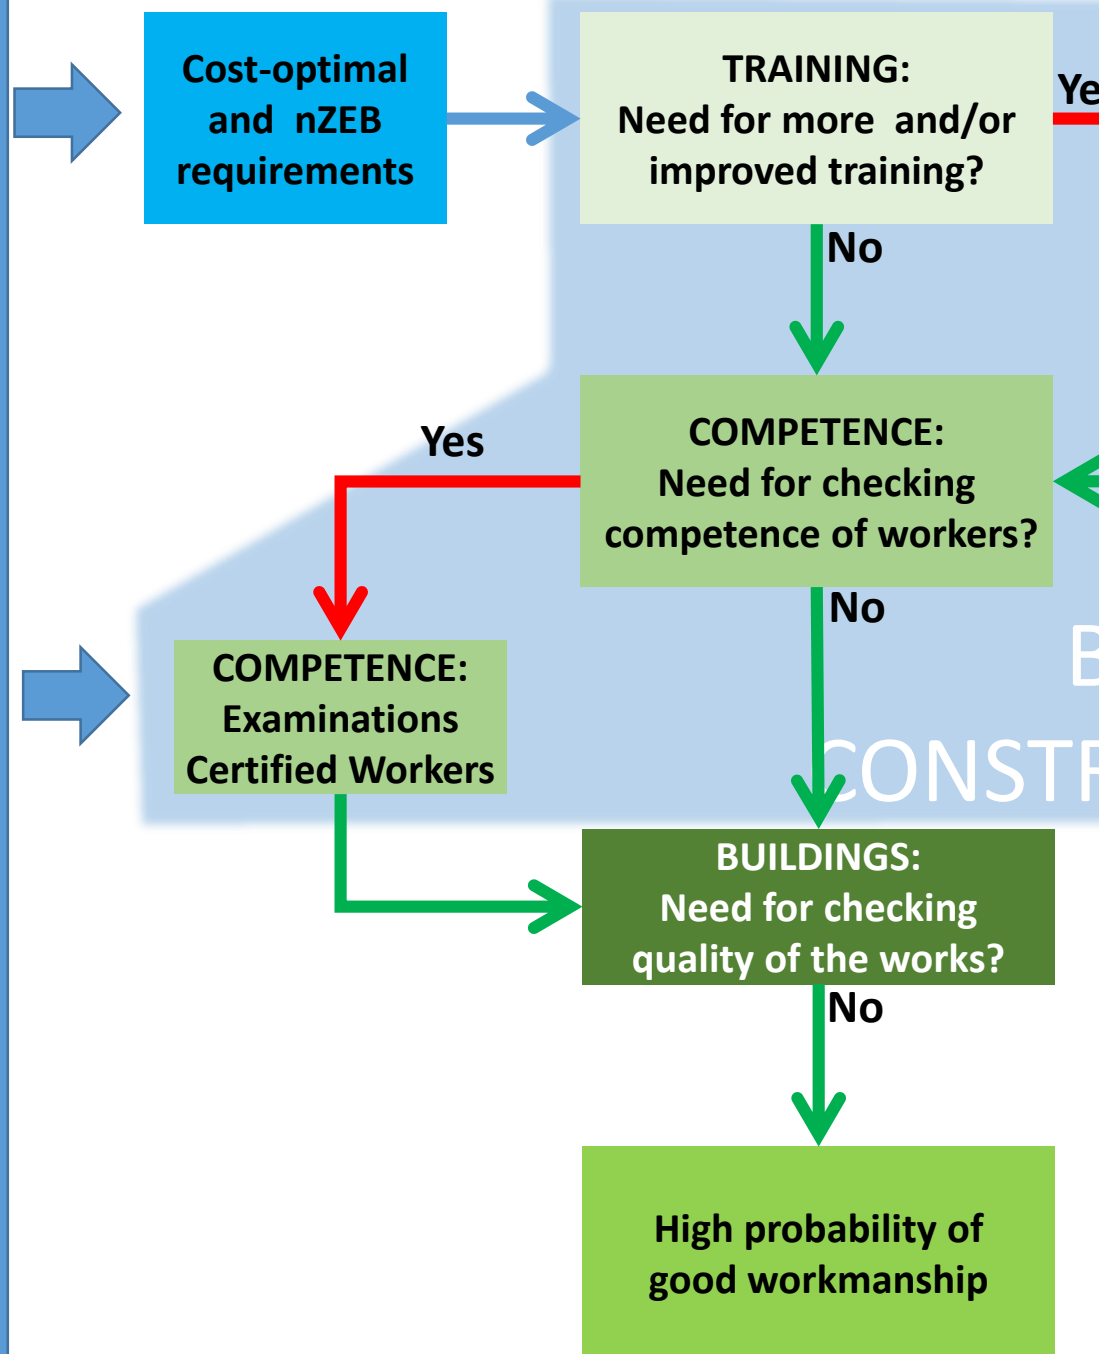 Cost-optimal
and nZEB
requirements
TRAINING:
Need for more and/or
improved training?
Ye
No
COMPETENCE:
Need for checking
competence of workers?
Yes
No
B
CONSTR
COMPETENCE:
Examinations
Certified Workers
BUILDINGS:
Need for checking
quality of the works?
No
High probability of
good workmanship